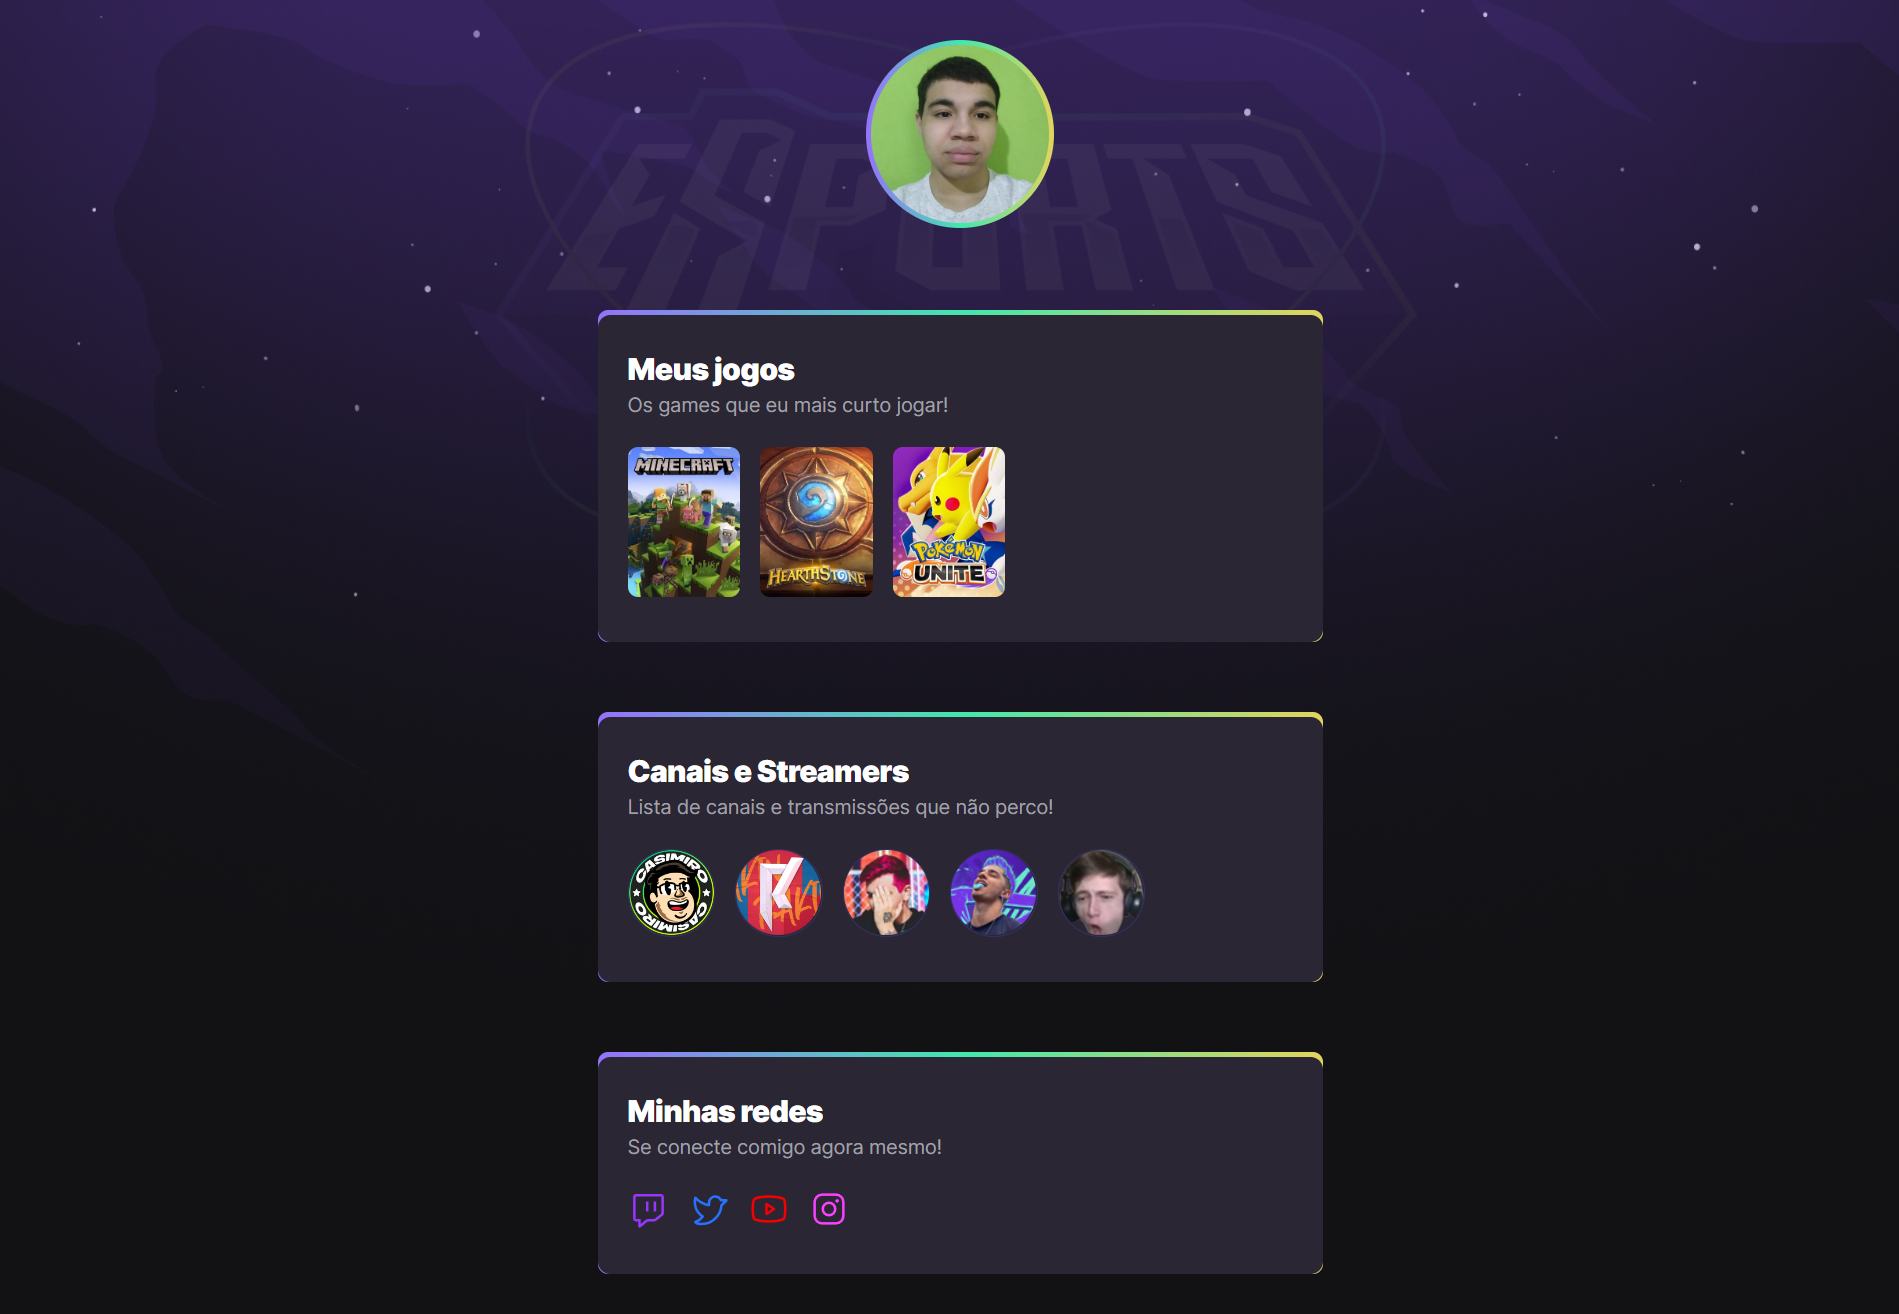 ESPORTS
Meus jogos
Os games que eu mais curto jogar!
MINECRAFT
HEARTHSTONE
POKéMON
UNITE
Canais e Streamers
Lista de canais e transmissões que não perco!
CASIMIRO
CASIMIRO
Minhas redes
Se conecte comigo agora mesmo!